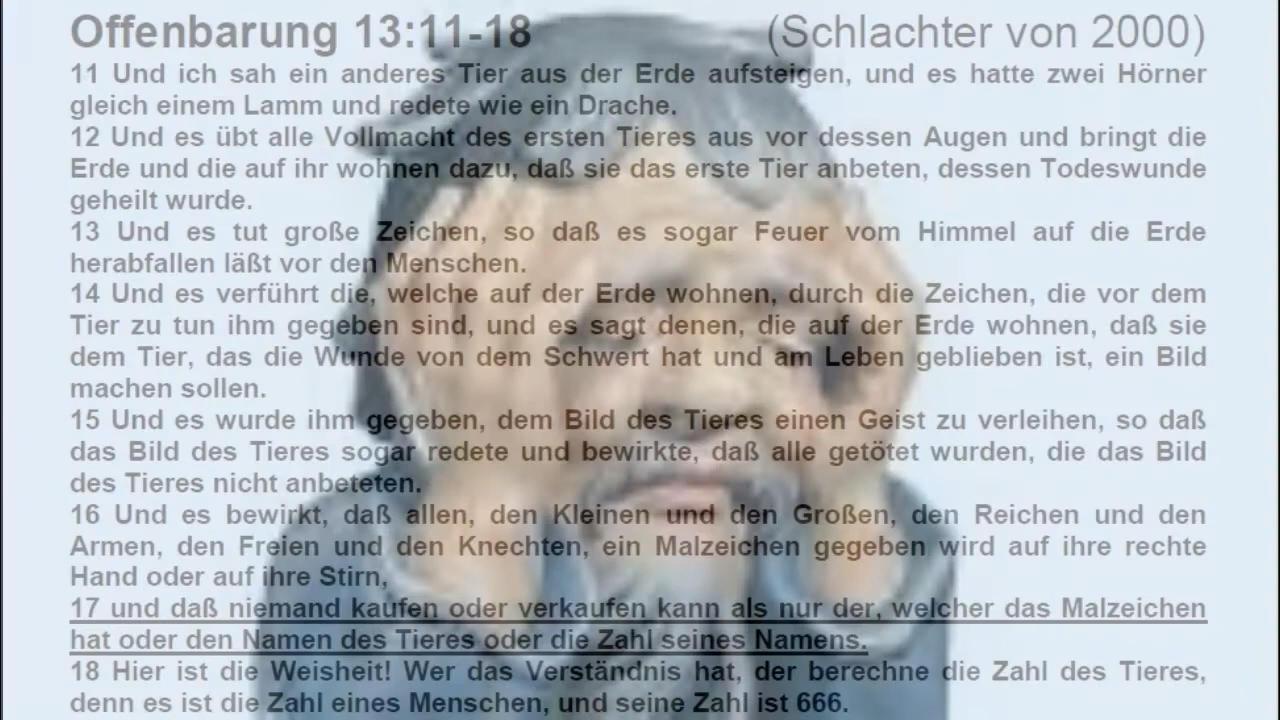 Offenbarung 13:11-18 (Schlachter von 2000)
11 Und ich sah ein anderes Tier aus der Erde aufsteigen, und es hatte zwei Hörner
gleich einem Lamm und redete wie ein Drache.
12 Und es übt alle Vollmacht des ersten Tieres aus vor dessen Augen und bringt die
Erde und die auf ihr wohnen dazu, daß sie das erste Tier anbeten, dessen Todeswunde
geheilt wurde.
13 Und es tut große Zeichen, so daß es sogar Feuer vom Himmel auf die Erde
herabfallen läßt vor den Menschen.
14 Und es verführt die, welche auf der Erde wohnen, durch die Zeichen, die vor dem
Tier zu tun ihm gegeben sind, und es sagt denen, die auf der Erde wohnen, daß sie
dem Tier, das die Wunde von dem Schwert hat und am Leben geblieben ist, ein Bild
machen sollen.
15 Und es wurde ihm gegeben, dem Bild des Tieres einen Geist zu verleihen, so daß
das Bild des Tieres sogar redete und bewirkte, daß alle getötet wurden, die das Bild
des Tieres nicht anbeteten.
16 Und es bewirkt, daß allen, den Kleinen und den Großen, den Reichen und den
Armen, den Freien und den Knechten, ein Malzeichen gegeben wird auf ihre rechte
Hand oder auf ihre Stirn,
17 und daß niemand kaufen oder verkaufen kann als nur der, welcher das Malzeichen
hat oder den Namen des Tieres oder die Zahl seines Namens.
18 Hier ist die Weisheit! Wer das Verständnis hat, der berechne die Zahl des Tieres,
denn es ist die Zahl eines Menschen, und seine Zahl ist 666.